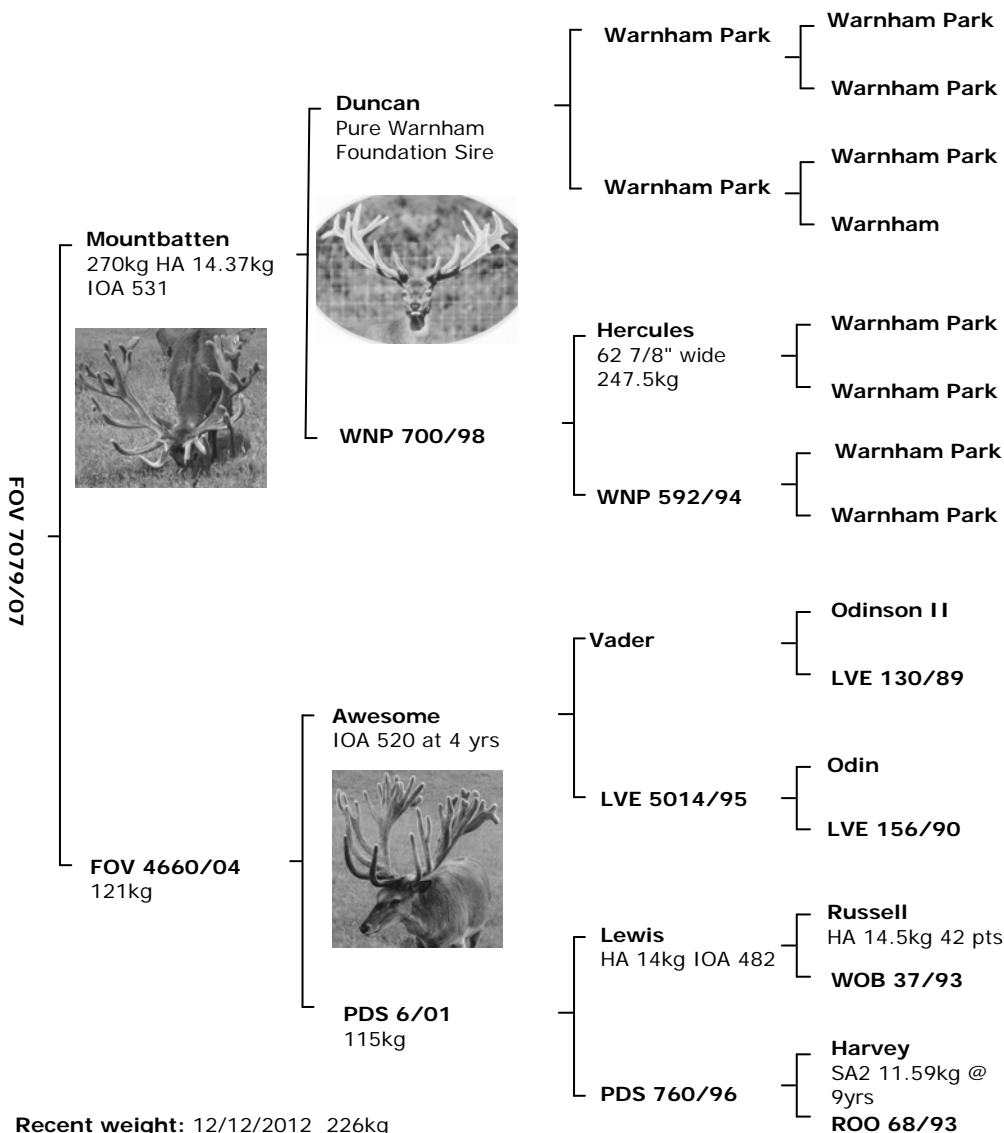 FOV 7079/07
Mountbatten
270kg HA 14.37kg
IOA 531
FOV 4660/04
121kg
Duncan
Pure Warnham
Foundation Sire
WNP 700/98
Awesome
IOA 520 at 4 yrs
PDS 6/01
115kg
Warnham Park
Warnham Park
Hercules
62 7/8" wide
247.5kg
WNP 592/94
Vader
LVE 5014/95
Lewis
HA 14kg IOA 482
PDS 760/96
Warnham Park
Warnham Park
Warnham Park
Warnham
Warnham Park
Warnham Park
Warnham Park
Warnham Park
Odinson II
LVE 130/89
Odin
LVE 156/90
Russell
HA 14.5kg 42 pts
WOB 37/93
Harvey
SA2 11.59kg @
9yrs
ROO 68/93
Recent weight: 12/12/2012 226kg